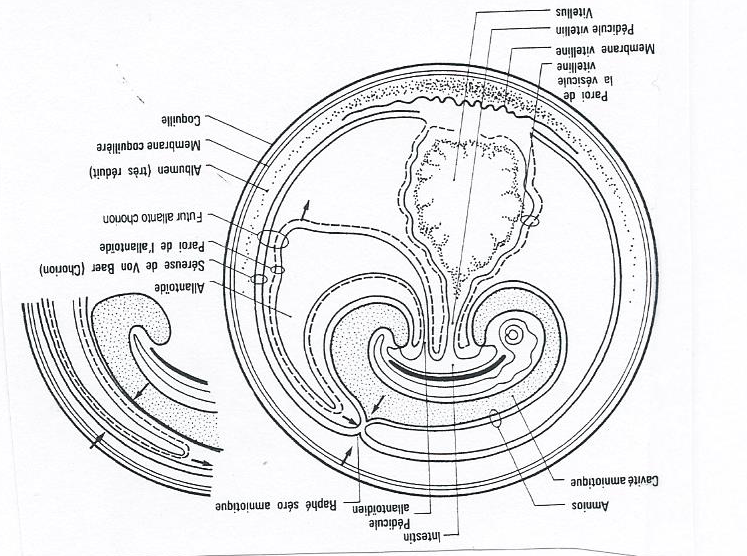 Intestin
Pédicule
allantoïdien
Raphé séro amniotique
Amnios
Cavité amniotique
Allantoïde
Séreuse de Von Baer (Chorion)
Paroi de l'allantoïde
Futur allanto chorion
Albumen (très réduit)
Membrane coquillière
Coquille
Paroi de
la vésicule
vitelline
Membrane vitelline
Pédicule vitellin
Vitellus